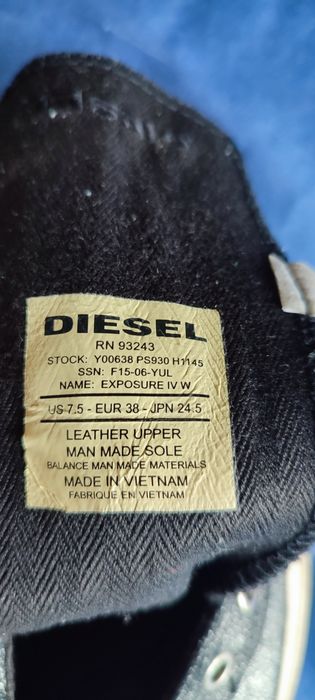 DIESEL
RN 93243
STOCK: Y00638 PS930 H1145
SSN: F15-06-YUL
NAME: EXPOSURE IV W
US 7.5 - EUR 38 - JPN 24.5
LEATHER UPPER
MAN MADE SOLE
BALANCE MAN MADE MATERIALS
MADE IN VIETNAM
FABRIQUE EN VIETNAM